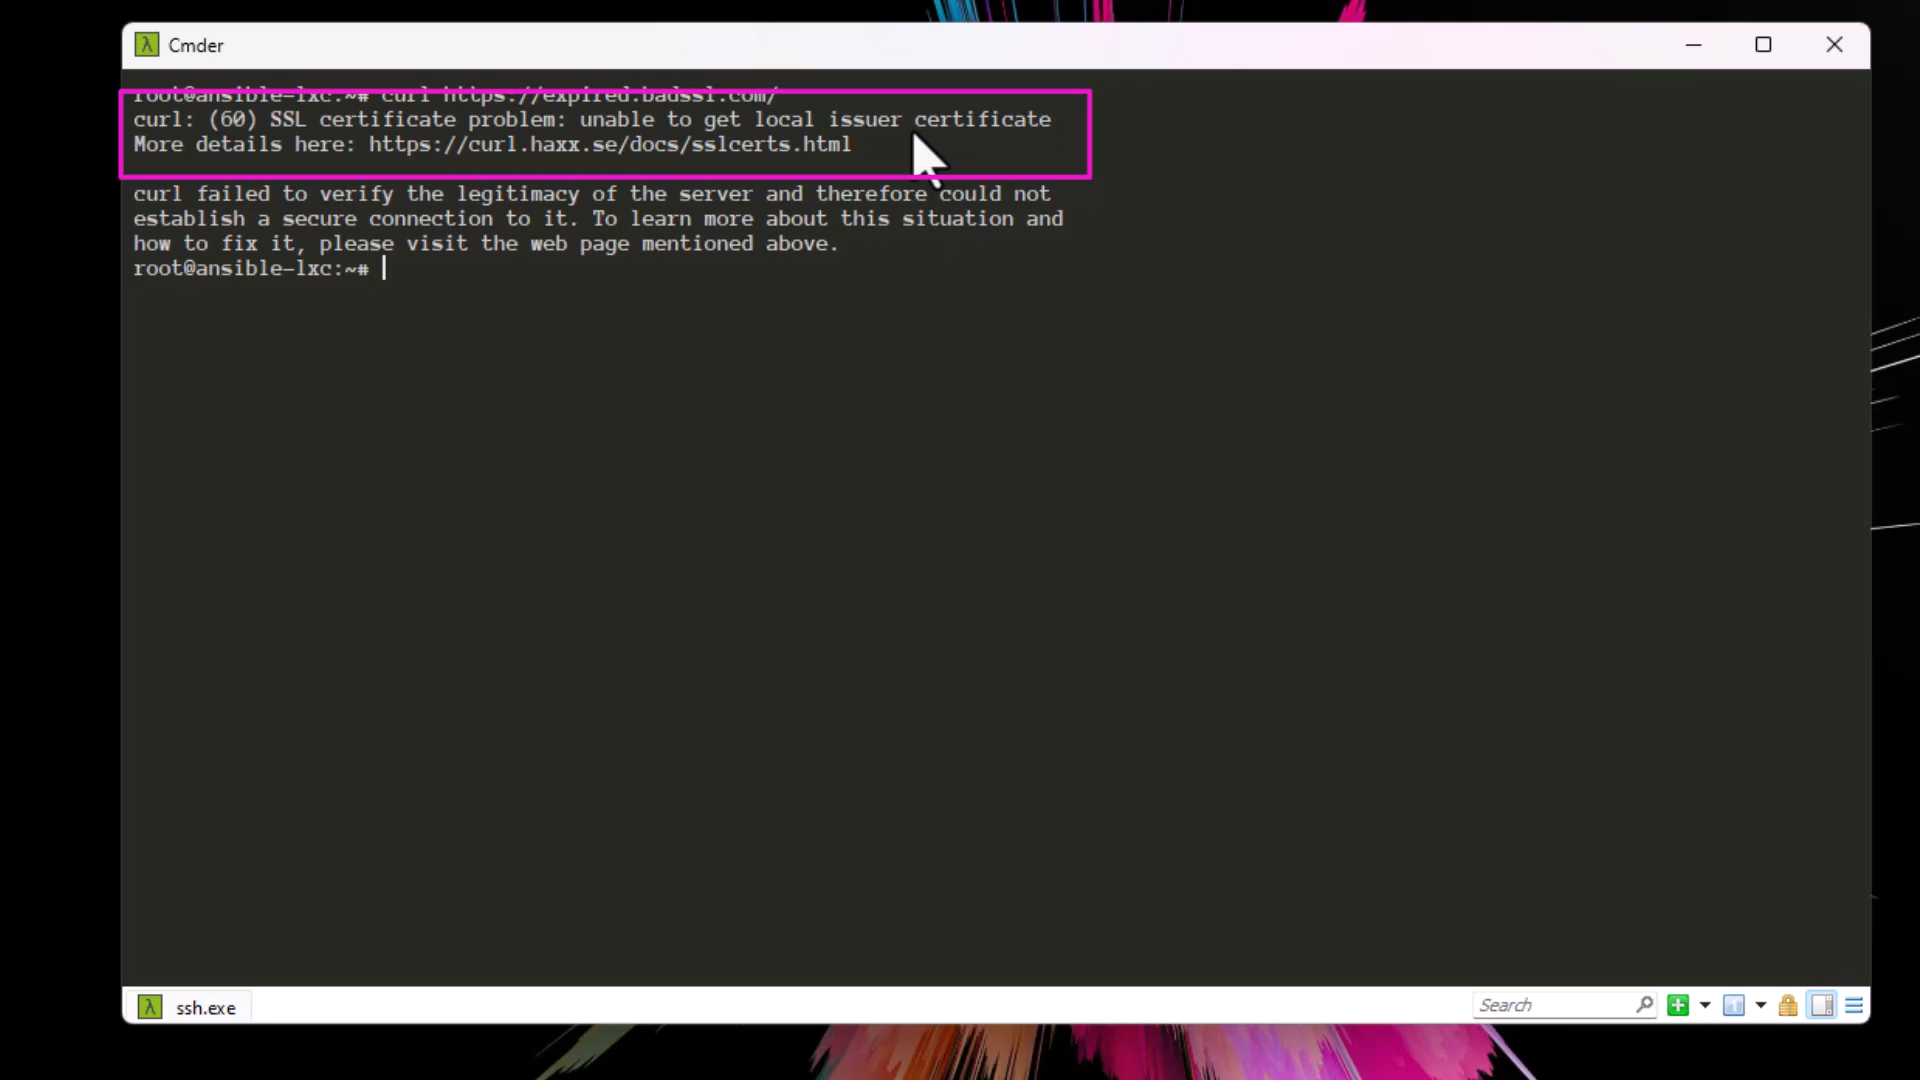 Cmder
root@ansible-lxc:~# curl https://expired.badssl.com/
curl: (60) SSL certificate problem: unable to get local issuer certificate
More details here: https://curl.haxx.se/docs/sslcerts.html
curl failed to verify the legitimacy of the server and therefore could not
establish a secure connection to it. To learn more about this situation and
how to fix it, please visit the web page mentioned above.
root@ansible-lxc:~#
ssh.exe
Search